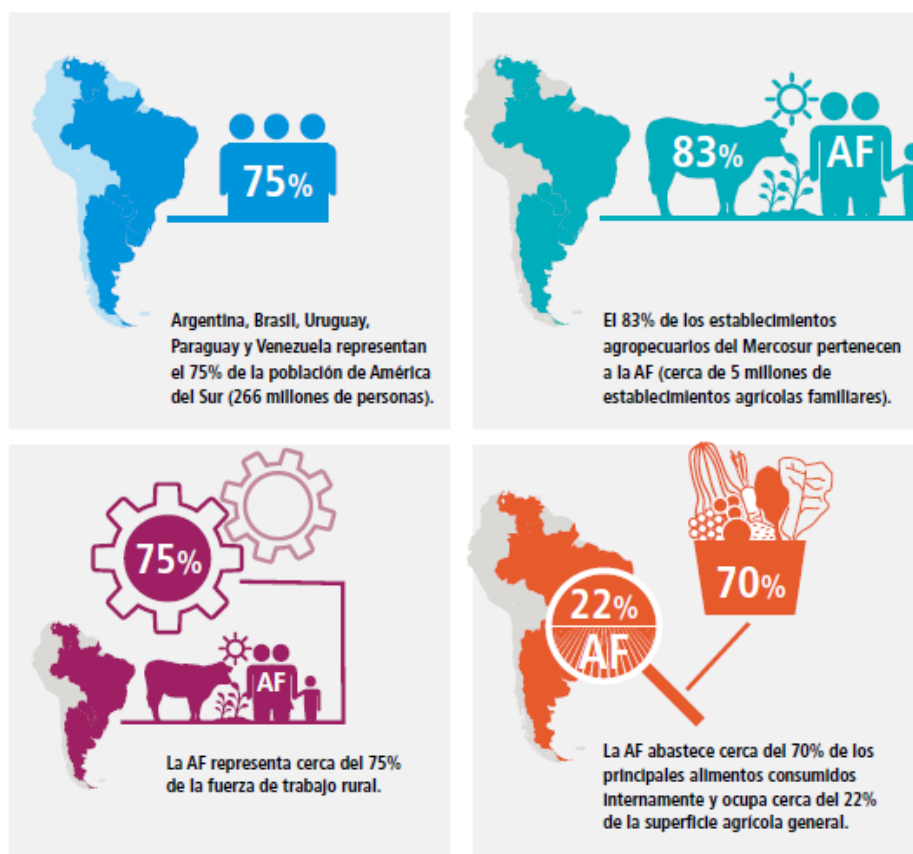 75%
Argentina, Brasil, Uruguay,
Paraguay y Venezuela representan
el 75% de la población de América
del Sur (266 millones de personas).
83%
AF
El 83% de los establecimientos
agropecuarios del Mercosur pertenecen
a la AF (cerca de 5 millones de
establecimientos agrícolas familiares).
75%
AF
La AF representa cerca del 75%
de la fuerza de trabajo rural.
22%
AF
70%
La AF abastece cerca del 70% de los
principales alimentos consumidos
internamente y ocupa cerca del 22%
de la superficie agrícola general.